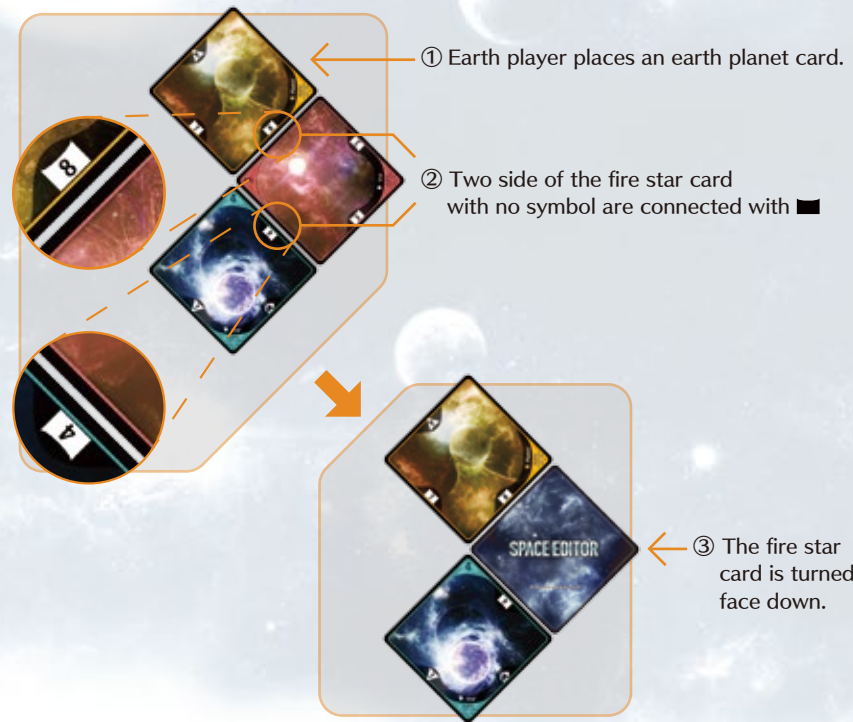 ① Earth player places an earth planet card.
② Two side of the fire star card
with no symbol are connected with
8
4
SPACE EDITOR
③ The fire star
card is turned
face down.